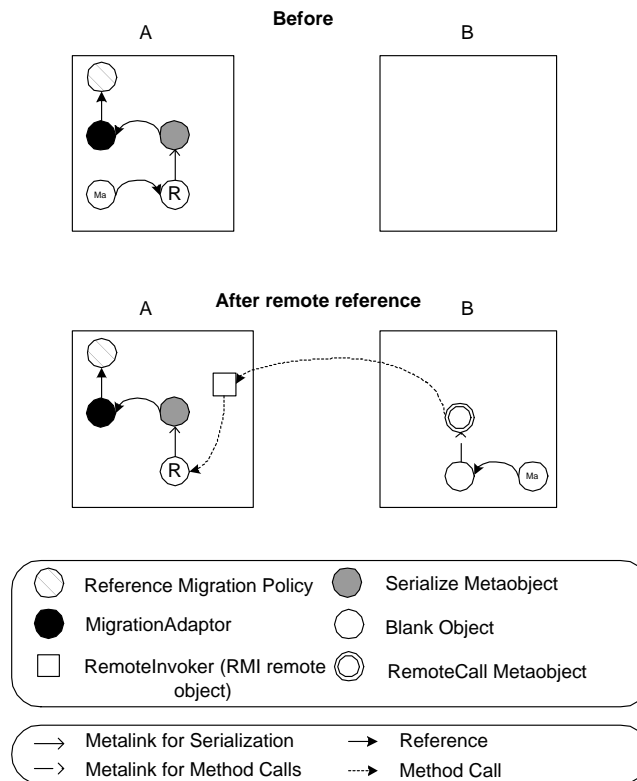 Before
A
B
Ma
R
After remote reference
A
B
R
Ma
Reference Migration Policy
Serialize Metaobject
MigrationAdaptor
Blank Object
RemoteInvoker (RMI remote
object)
RemoteCall Metaobject
Metalink for Serialization
Reference
Metalink for Method Calls
Method Call